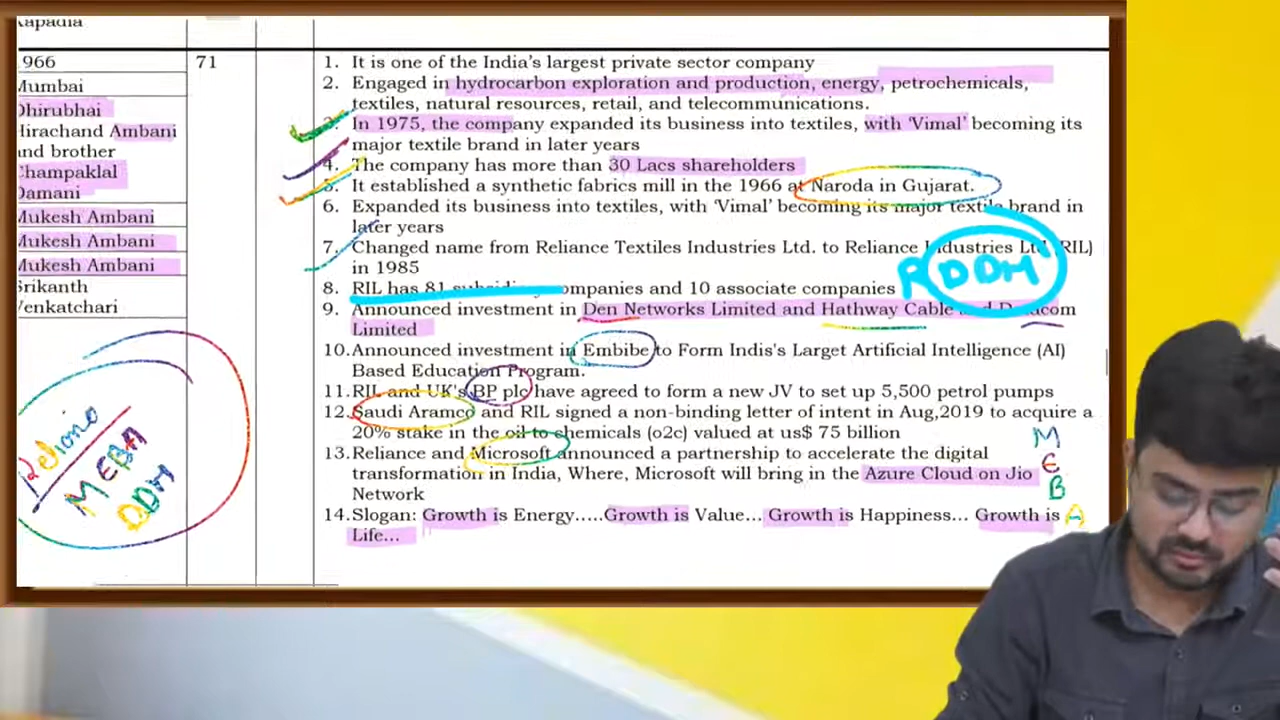 Kapadia
966
Mumbai
Dhirubhai
Hirachand Ambani
and brother
Champaklal
Damani
Mukesh Ambani
Mukesh Ambani
Mukesh Ambani
Srikanth
Venkatchari
71
1. It is one of the India's largest private sector company
2. Engaged in hydrocarbon exploration and production, energy, petrochemicals,
textiles, natural resources, retail, and telecommunications.
3. In 1975, the company expanded its business into textiles, with 'Vimal' becoming its
major textile brand in later years
4. The company has more than 30 Lacs shareholders
5. It established a synthetic fabrics mill in the 1966 at Naroda in Gujarat.
6. Expanded its business into textiles, with 'Vimal' becoming its major textile brand in
later years
7. Changed name from Reliance Textiles Industries Ltd. to Reliance Industries Ltd (RIL)
in 1985
8. RIL has 81 subsidiary companies and 10 associate companies
R DDM
9. Announced investment in Den Networks Limited and Hathway Cable and Datacom
Limited
10. Announced investment in Embibe to Form Indis's Larget Artificial Intelligence (AI)
Based Education Program.
11. RIL and UK's BP plc have agreed to form a new JV to set up 5,500 petrol pumps
12. Saudi Aramco and RIL signed a non-binding letter of intent in Aug,2019 to acquire a
20% stake in the oil to chemicals (o2c) valued at us$ 75 billion
13. Reliance and Microsoft announced a partnership to accelerate the digital
transformation in India, Where, Microsoft will bring in the Azure Cloud on Jio
Network
14. Slogan: Growth is Energy.....Growth is Value... Growth is Happiness... Growth is
Life...
M
E
B
A
MEBA
DDM